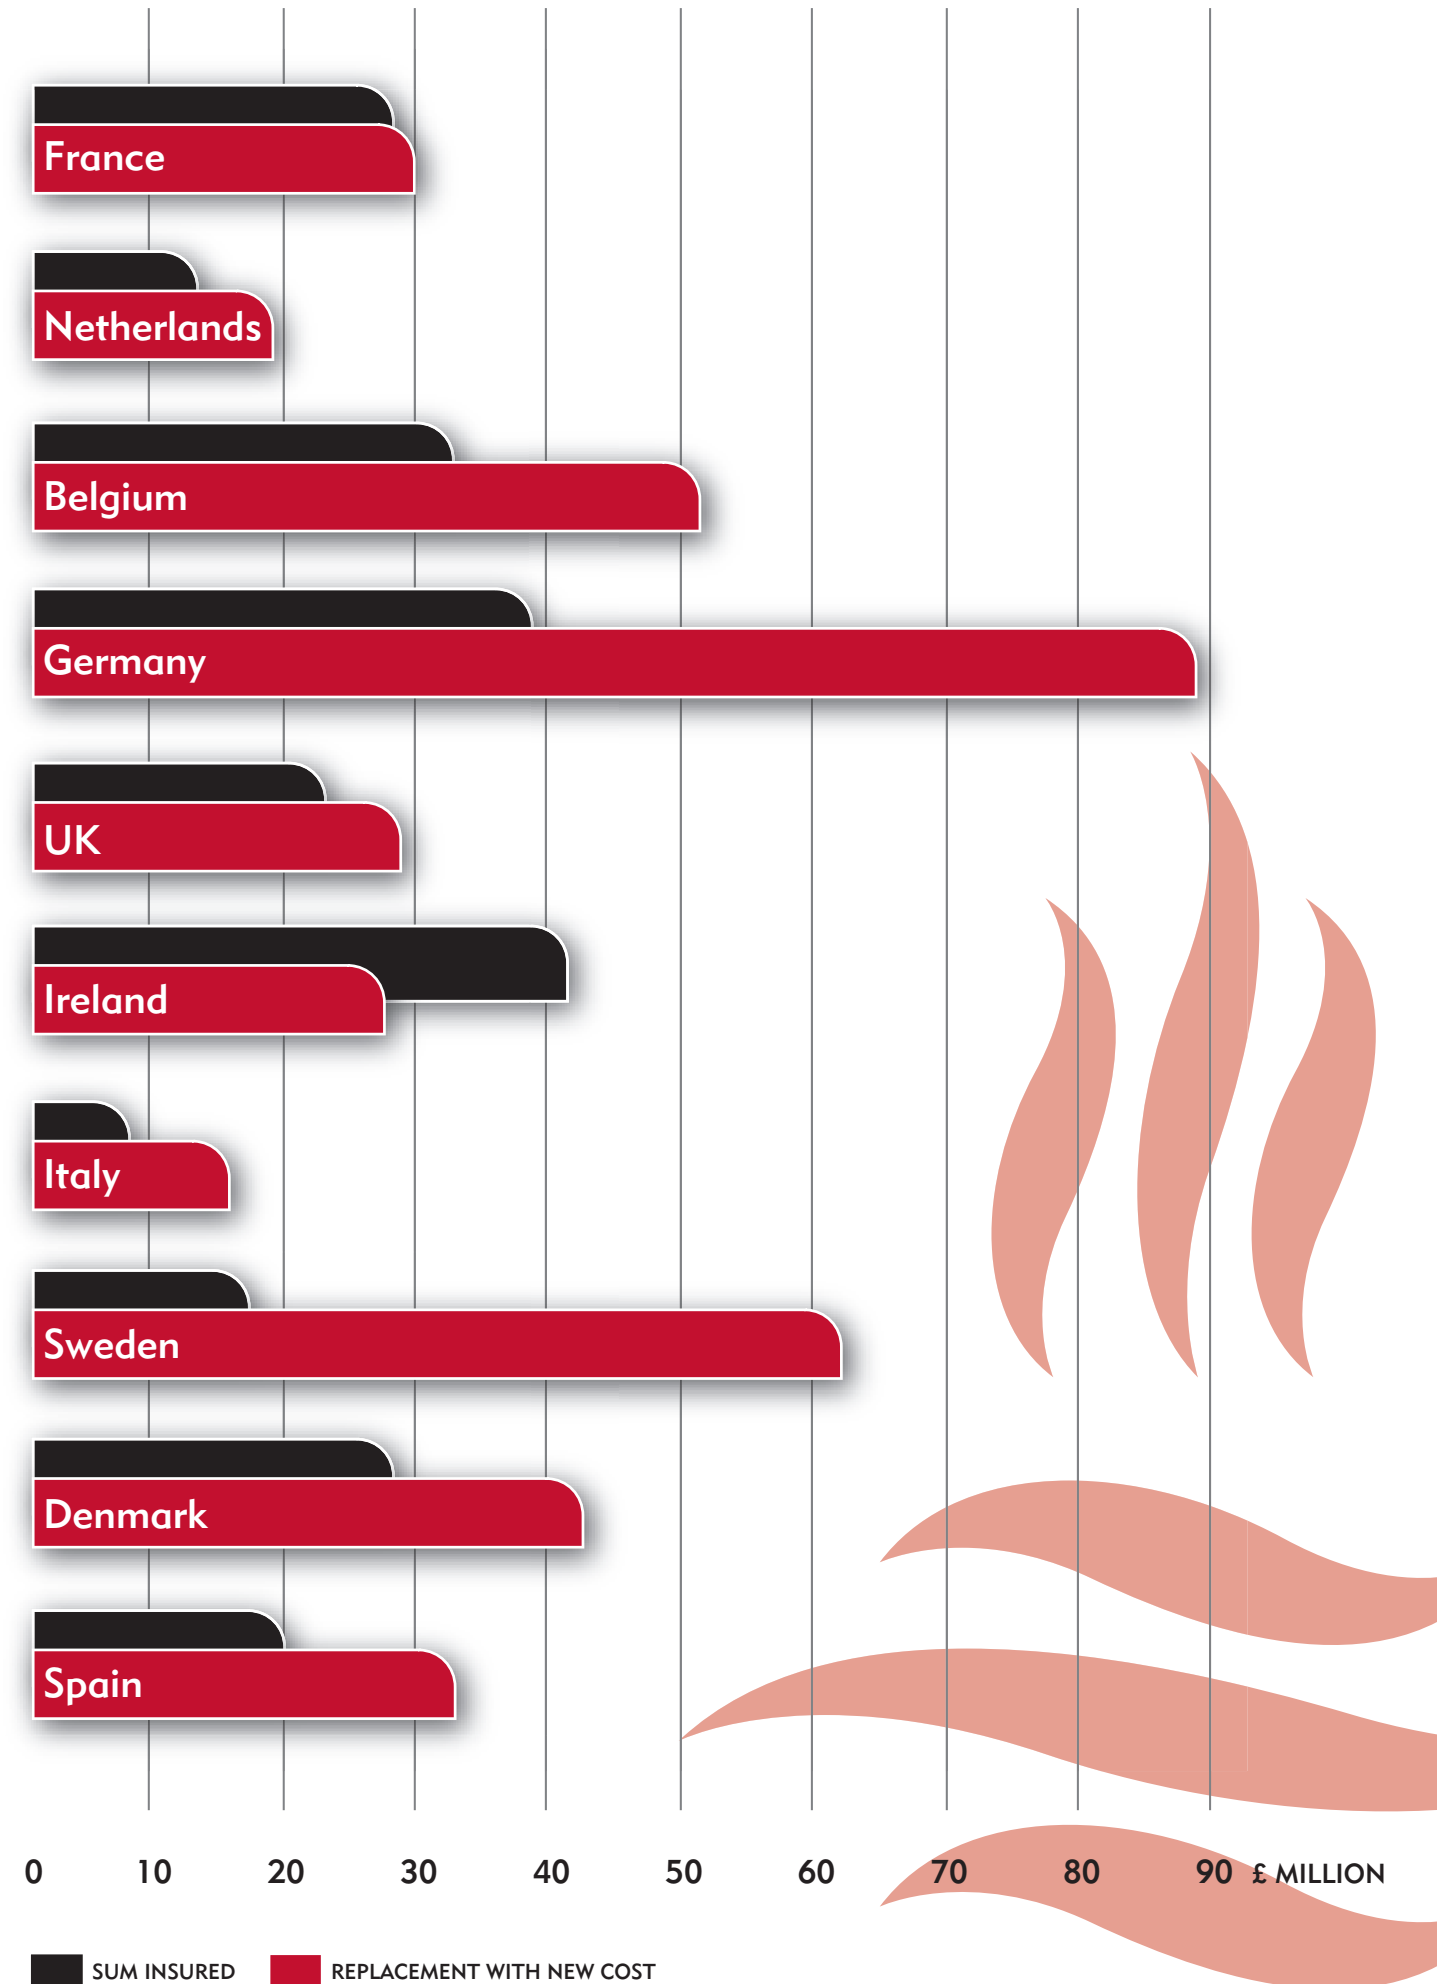 France
Netherlands
Belgium
Germany
UK
Ireland
Italy
Sweden
Denmark
Spain
0 10 20 30 40 50 60 70 80 90 £ MILLION
SUM INSURED REPLACEMENT WITH NEW COST